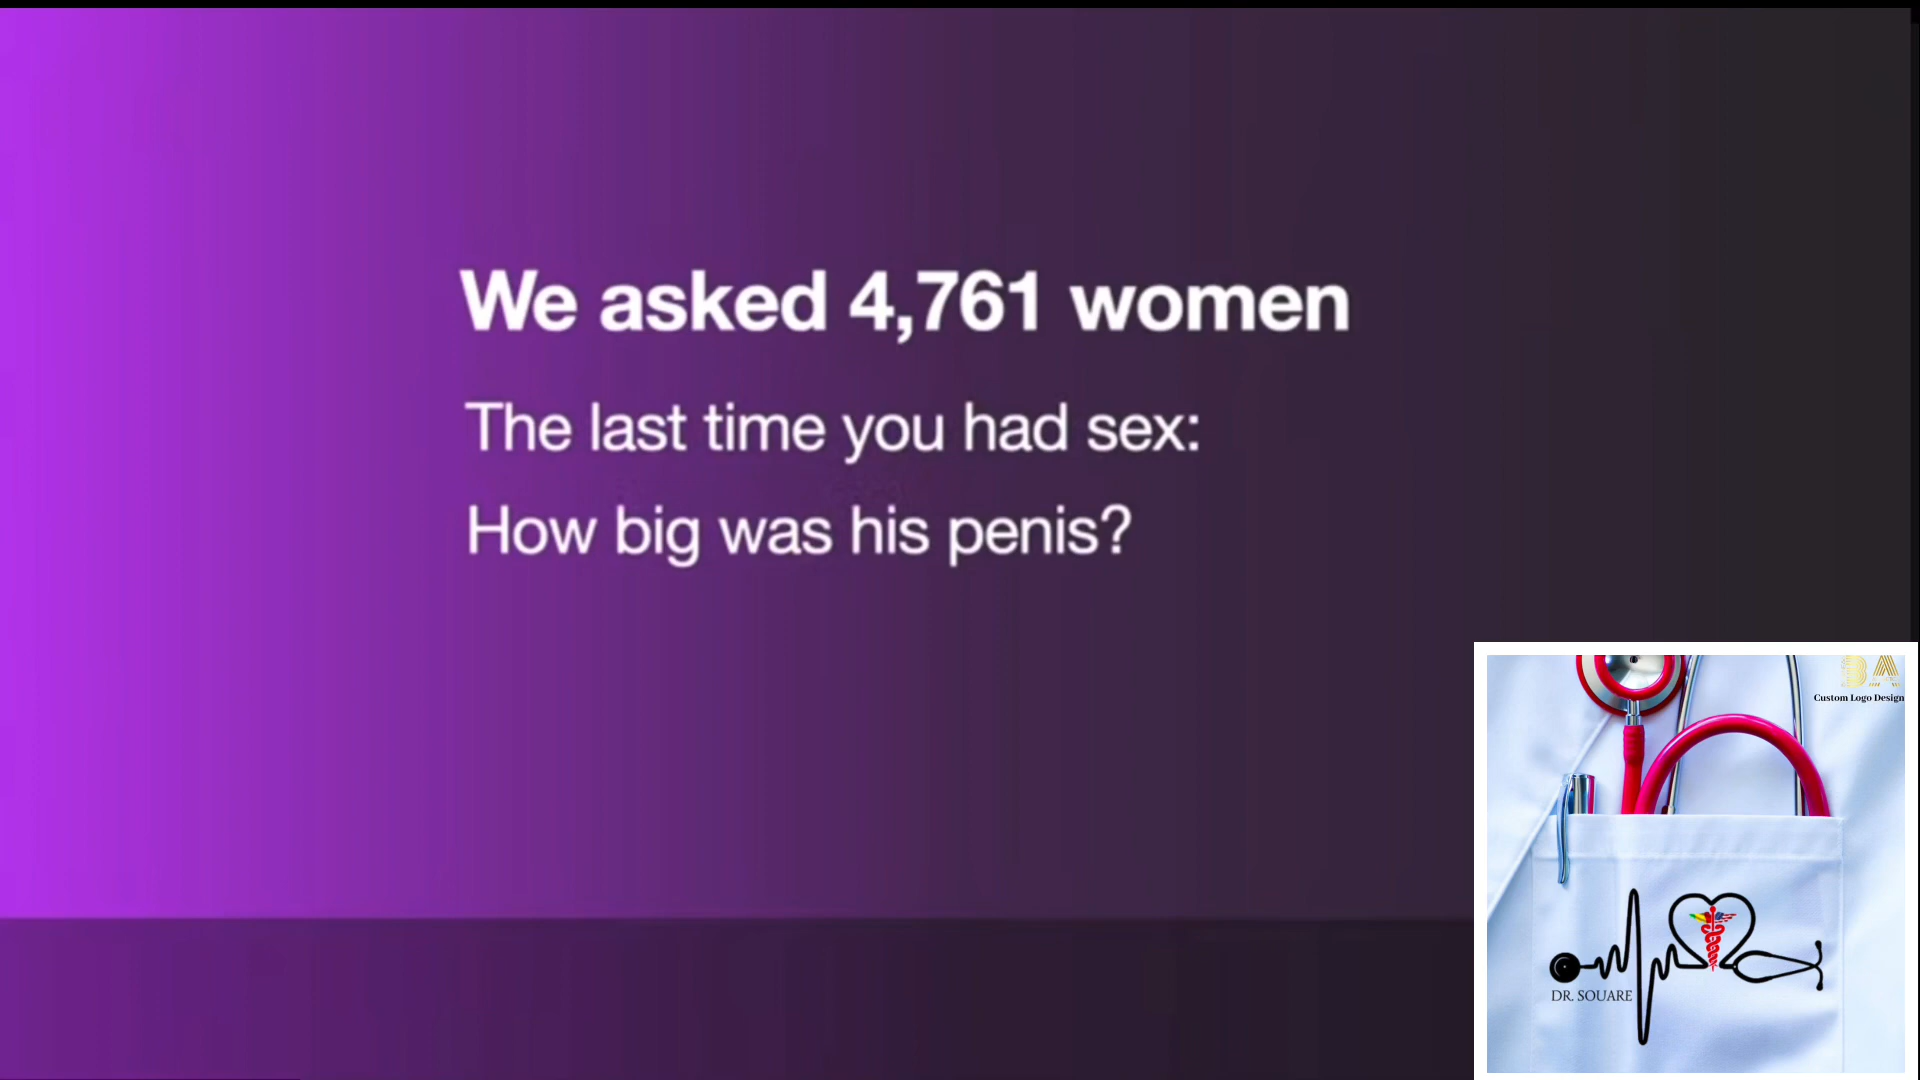 We asked 4,761 women
The last time you had sex:
How big was his penis?
BA
Custom Logo Design
DR. SOUARE